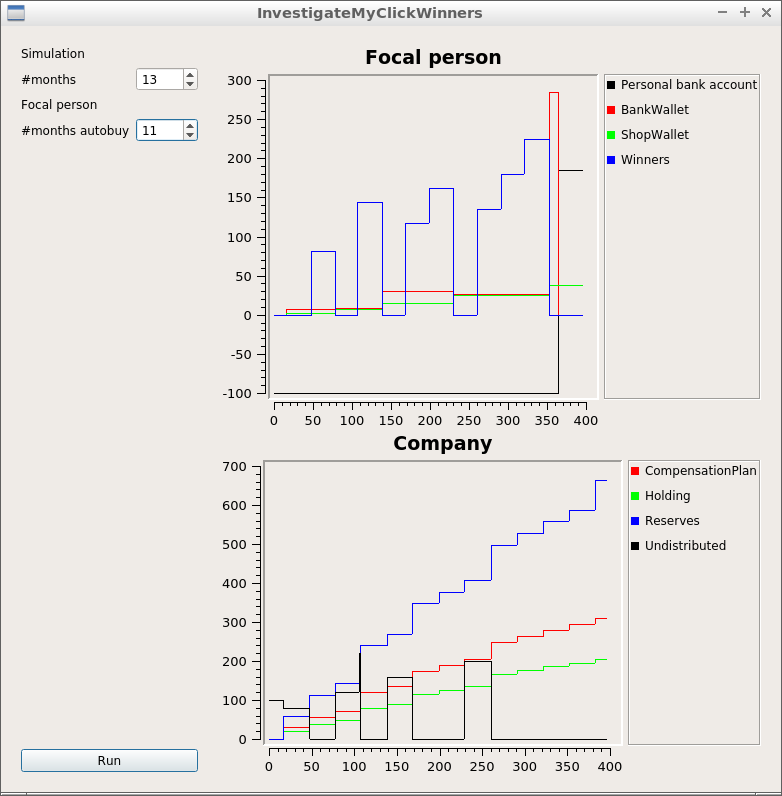 InvestigateMyClickWinners
Simulation
#months 13
Focal person
#months autobuy 11
Run
Focal person
300
250
200
150
100
50
0
-50
-100
0 50 100 150 200 250 300 350 400
Personal bank account
BankWallet
ShopWallet
Winners
Company
700
600
500
400
300
200
100
0
0 50 100 150 200 250 300 350 400
CompensationPlan
Holding
Reserves
Undistributed